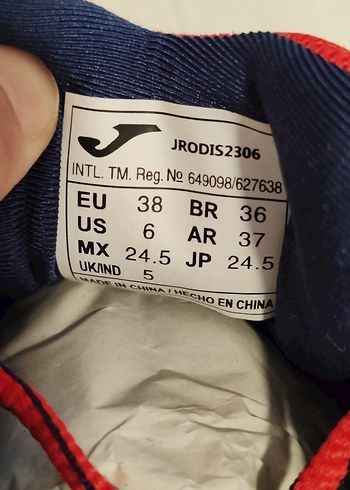 JRODIS2306
INTL. TM. Reg. Nº 649098/627638
EU 38 BR 36
US 6 AR 37
MX 24.5 JP 24.5
UK/IND 5
MADE IN CHINA / HECHO EN CHINA